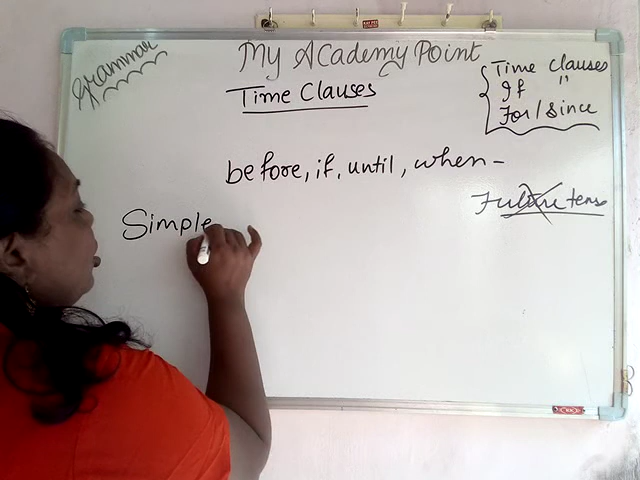 Grammar
My Academy Point
Time Clauses
Time clauses
If "
For/Since
before, if, until, when -
Future tense
Simple